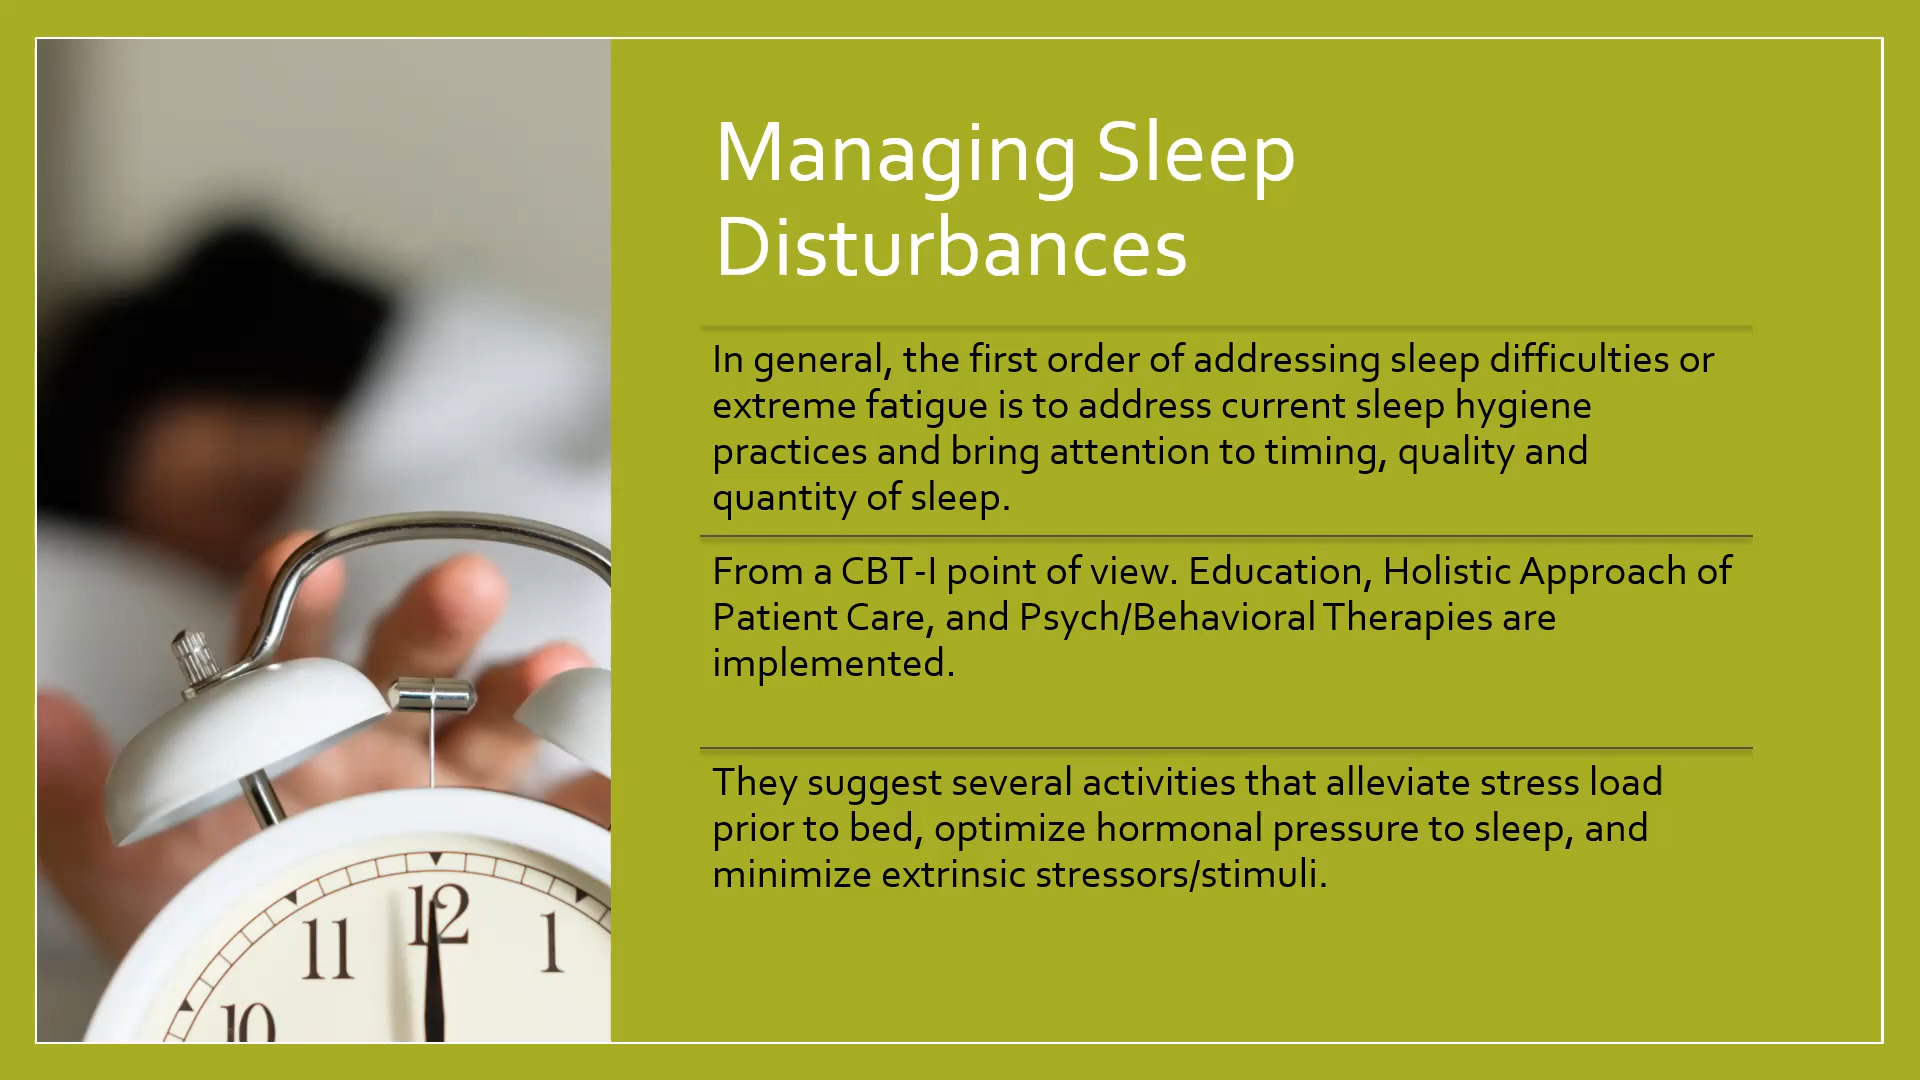 Managing Sleep
Disturbances
In general, the first order of addressing sleep difficulties or
extreme fatigue is to address current sleep hygiene
practices and bring attention to timing, quality and
quantity of sleep.
From a CBT-I point of view. Education, Holistic Approach of
Patient Care, and Psych/Behavioral Therapies are
implemented.
They suggest several activities that alleviate stress load
prior to bed, optimize hormonal pressure to sleep, and
minimize extrinsic stressors/stimuli.
10
11
12
1